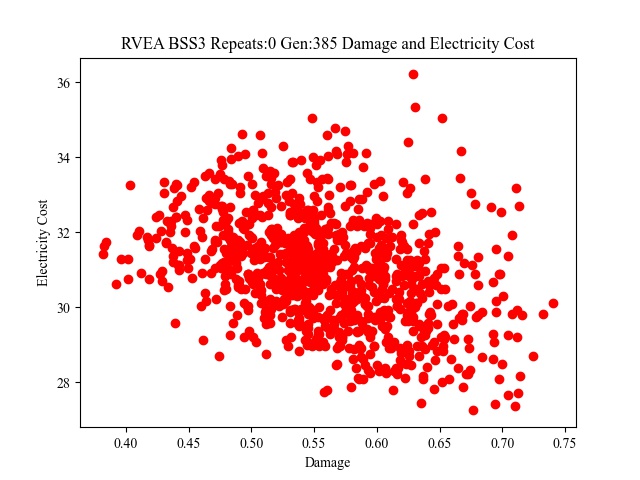 RVEA BSS3 Repeats:0 Gen:385 Damage and Electricity Cost
36
34
32
30
28
Electricity Cost
0.40 0.45 0.50 0.55 0.60 0.65 0.70 0.75
Damage